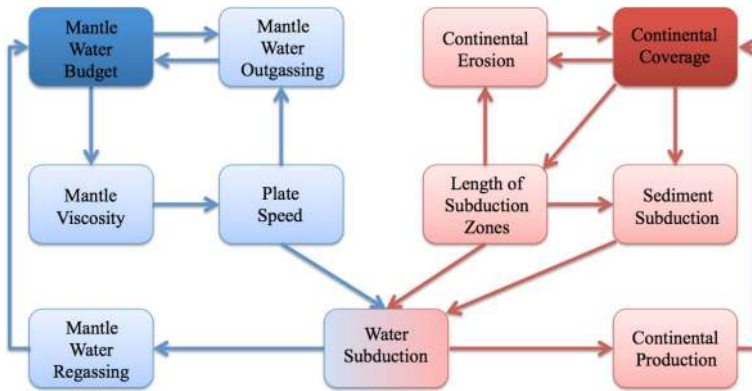 Mantle
Water
Budget
Mantle
Water
Outgassing
Continental
Erosion
Continental
Coverage
Mantle
Viscosity
Plate
Speed
Length of
Subduction
Zones
Sediment
Subduction
Mantle
Water
Regassing
Water
Subduction
Continental
Production